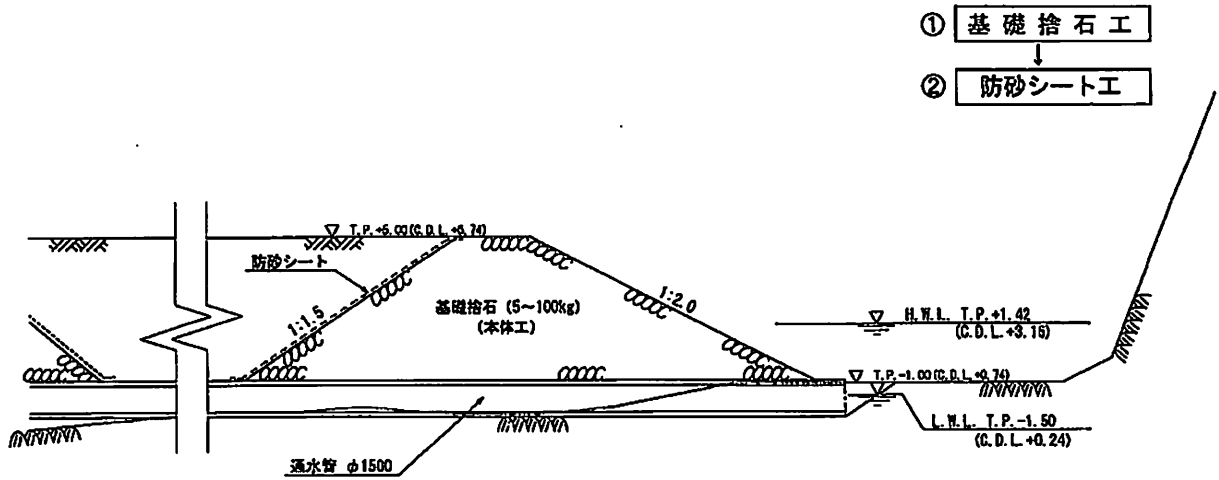 ① 基礎捨石工
② 防砂シート工
T.P.+5.00(C.D.L.+6.74)
防砂シート
1:1.5
基礎捨石(5~100kg)
(本体工)
1:2.0
H.W.L. T.P.+1.42
(C.D.L.+3.16)
T.P.-1.00(C.D.L.+0.74)
L.W.L. T.P.-1.50
(C.D.L.+0.24)
通水管 φ1500